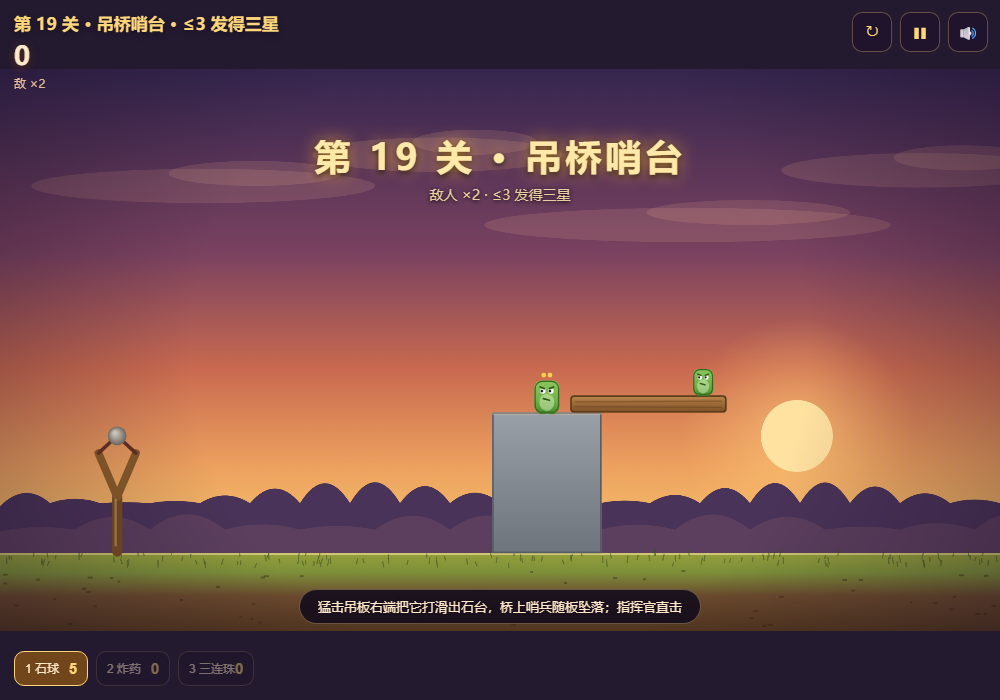 第 19 关 · 吊桥哨台 · ≤3 发得三星
0
敌 ×2
第 19 关 · 吊桥哨台
敌人 ×2 · ≤3 发得三星
猛击吊板右端把它打滑出石台，桥上哨兵随板坠落；指挥官直击
1 石球 5
2 炸药 0
3 三连珠0